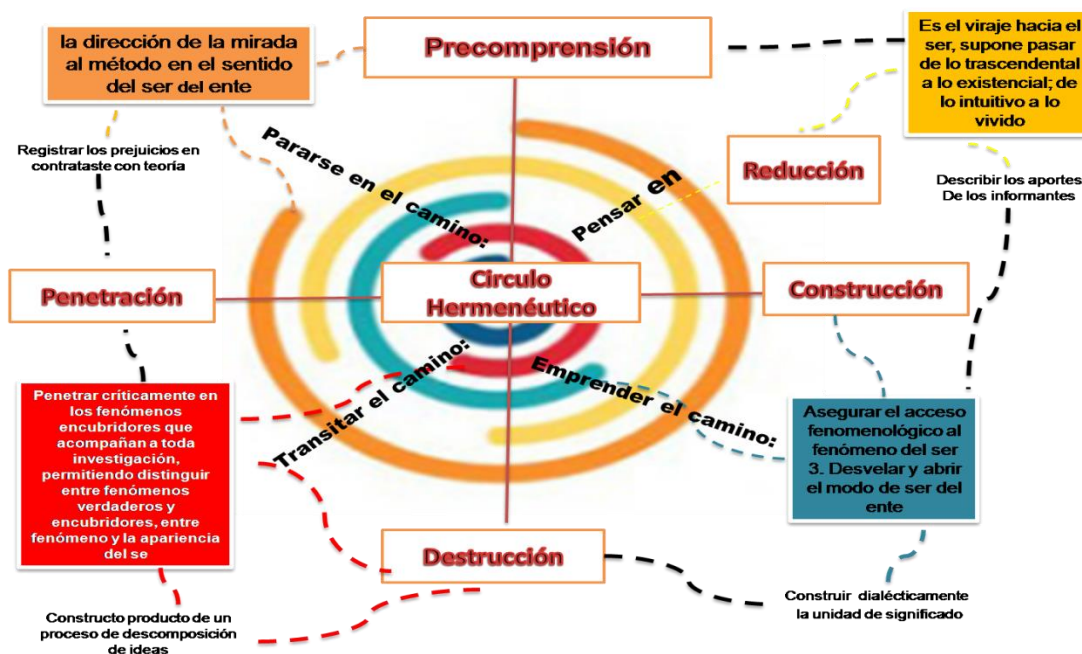 la dirección de la mirada
al método en el sentido
del ser del ente
Precomprensión
Es el viraje hacia el
ser, supone pasar
de lo trascendental
a lo existencial; de
lo intuitivo a lo
vivido
Registrar los prejuicios en
contrataste con teoría
Pararse en el camino:
Pensar en
Reducción
Describir los aportes
De los informantes
Penetración
Circulo
Hermenéutico
Construcción
Penetrar críticamente en
los fenómenos
encubridores que
acompañan a toda
investigación,
permitiendo distinguir
entre fenómenos
verdaderos y
encubridores, entre
fenómeno y la apariencia
del se
Transitar el camino:
Emprender el camino:
Asegurar el acceso
fenomenológico al
fenómeno del ser
3. Desvelar y abrir
el modo de ser del
ente
Destrucción
Constructo producto de un
proceso de descomposición
de ideas
Construir dialécticamente
la unidad de significado